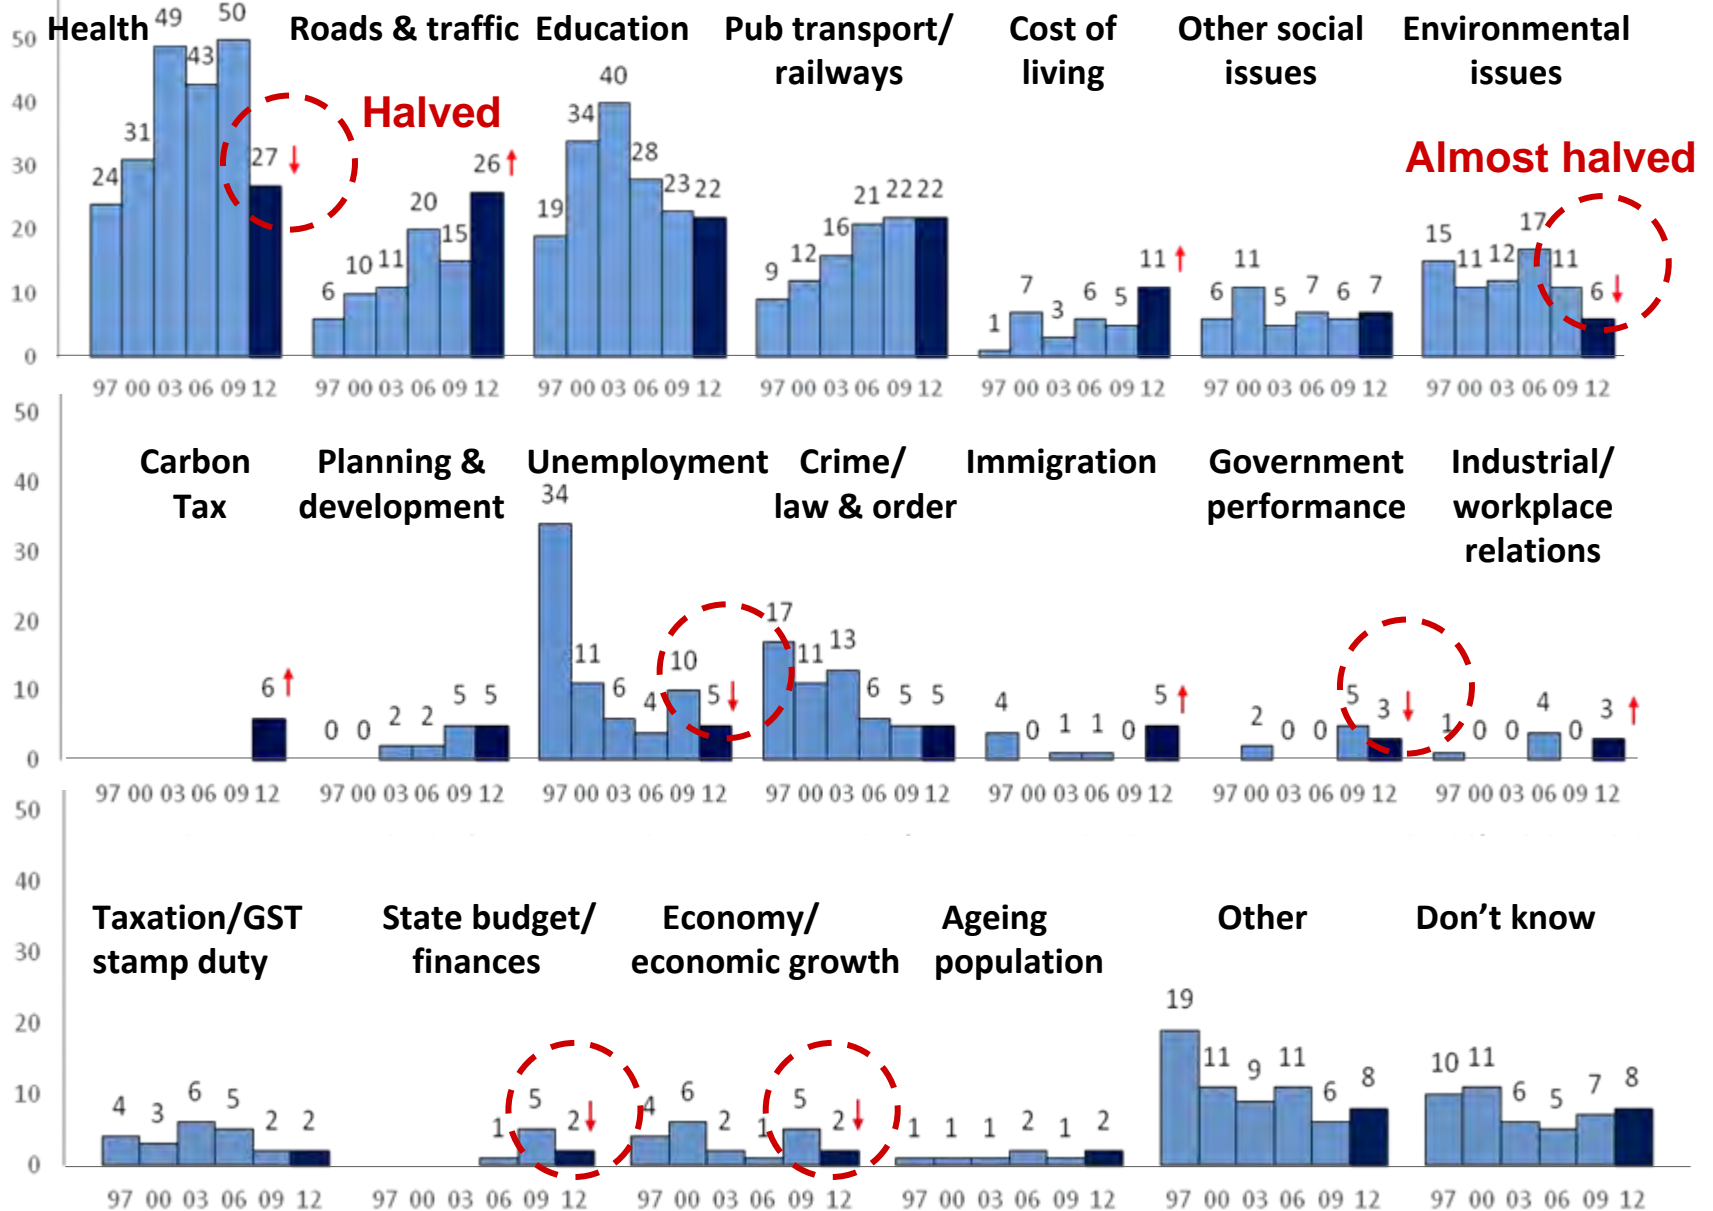 Health
Roads & traffic
Education
Pub transport/
railways
Cost of
living
Other social
issues
Environmental
issues
Halved
Almost halved
50
40
30
20
10
0
24 31 49 43 50 27
6 10 11 20 15 26
19 34 40 28 23 22
9 12 16 21 22 22
1 7 3 6 5 11
6 11 5 7 6 7
15 11 12 17 11 6
97 00 03 06 09 12
97 00 03 06 09 12
97 00 03 06 09 12
97 00 03 06 09 12
97 00 03 06 09 12
97 00 03 06 09 12
97 00 03 06 09 12
Carbon
Tax
Planning &
development
Unemployment
Crime/
law & order
Immigration
Government
performance
Industrial/
workplace
relations
50
40
30
20
10
0
6
0 0 2 2 5 5
34 11 6 4 10 5
17 11 13 6 5 5
4 0 1 1 0 5
2 0 0 5 3
1 0 0 4 0 3
97 00 03 06 09 12
97 00 03 06 09 12
97 00 03 06 09 12
97 00 03 06 09 12
97 00 03 06 09 12
97 00 03 06 09 12
97 00 03 06 09 12
Taxation/GST
stamp duty
State budget/
finances
Economy/
economic growth
Ageing
population
Other
Don’t know
50
40
30
20
10
0
4 3 6 5 2 2
1 5 2
4 6 2 1 5 2
1 1 1 2 1 2
19 11 9 11 6 8
10 11 6 5 7 8
97 00 03 06 09 12
97 00 03 06 09 12
97 00 03 06 09 12
97 00 03 06 09 12
97 00 03 06 09 12
97 00 03 06 09 12